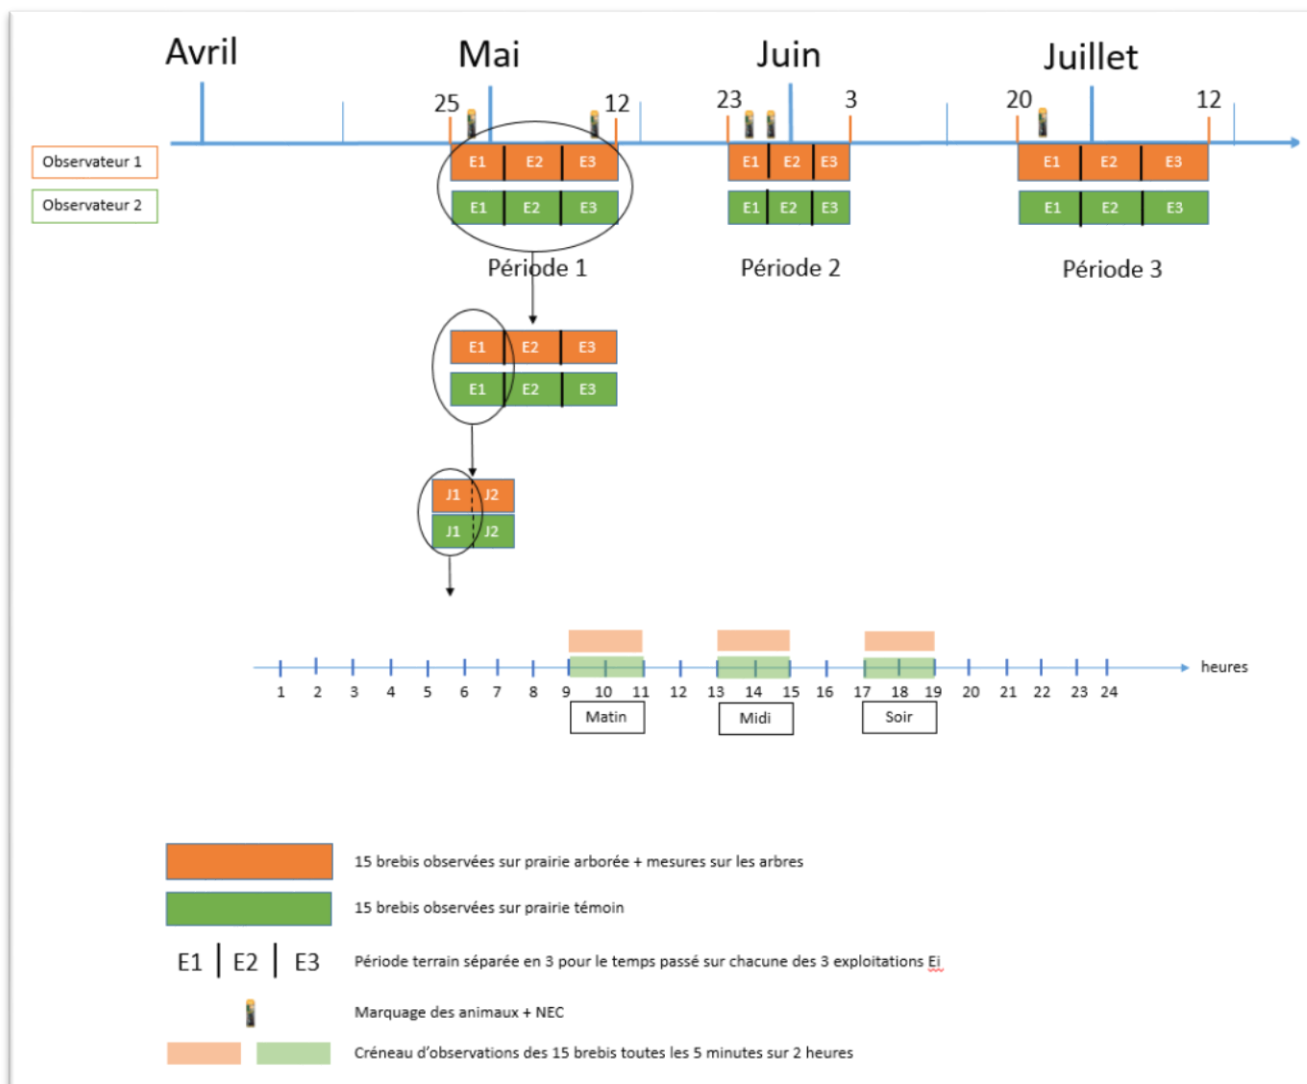 Avril Mai Juin Juillet
25 12 23 3 20 12
Observateur 1 E1 E2 E3 E1 E2 E3 E1 E2 E3
Observateur 2 E1 E2 E3 E1 E2 E3 E1 E2 E3
Période 1 Période 2 Période 3
E1 E2 E3
E1 E2 E3
J1 J2
J1 J2
heures
1 2 3 4 5 6 7 8 9 10 11 12 13 14 15 16 17 18 19 20 21 22 23 24
Matin Midi Soir
15 brebis observées sur prairie arborée + mesures sur les arbres
15 brebis observées sur prairie témoin
E1 E2 E3 Période terrain séparée en 3 pour le temps passé sur chacune des 3 exploitations Ei
Marquage des animaux + NEC
Créneau d'observations des 15 brebis toutes les 5 minutes sur 2 heures